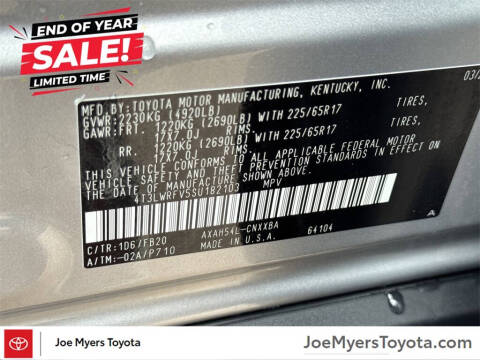 END OF YEAR
SALE!
LIMITED TIME
03/2
MFD.BY:TOYOTA MOTOR MANUFACTURING, KENTUCKY, INC.
GVWR:2230KG (4920LB)
GAWR:FRT. 1220KG (2690LB) WITH 225/65R17 TIRES,
17X7.0J RIMS.
RR. 1220KG (2690LB) WITH 225/65R17 TIRES,
17X7.0J RIMS.
THIS VEHICLE CONFORMS TO ALL APPLICABLE FEDERAL MOTOR
VEHICLE SAFETY AND THEFT PREVENTION STANDARDS IN EFFECT ON
THE DATE OF MANUFACTURE SHOWN ABOVE.
4T3LWRFV5SU182103 MPV
C/TR:1D6/FB20 AXAH54L-CNXXBA 64104 A
A/TM:-02A/P710 MADE IN U.S.A.
Joe Myers Toyota
JoeMyersToyota.com